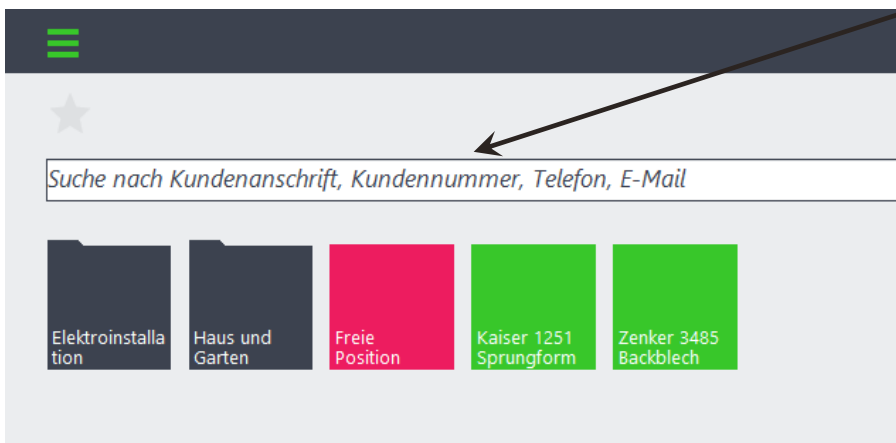 Suche nach Kundenanschrift, Kundennummer, Telefon, E-Mail
Elektroinstalla
tion
Haus und
Garten
Freie
Position
Kaiser 1251
Sprungform
Zenker 3485
Backblech